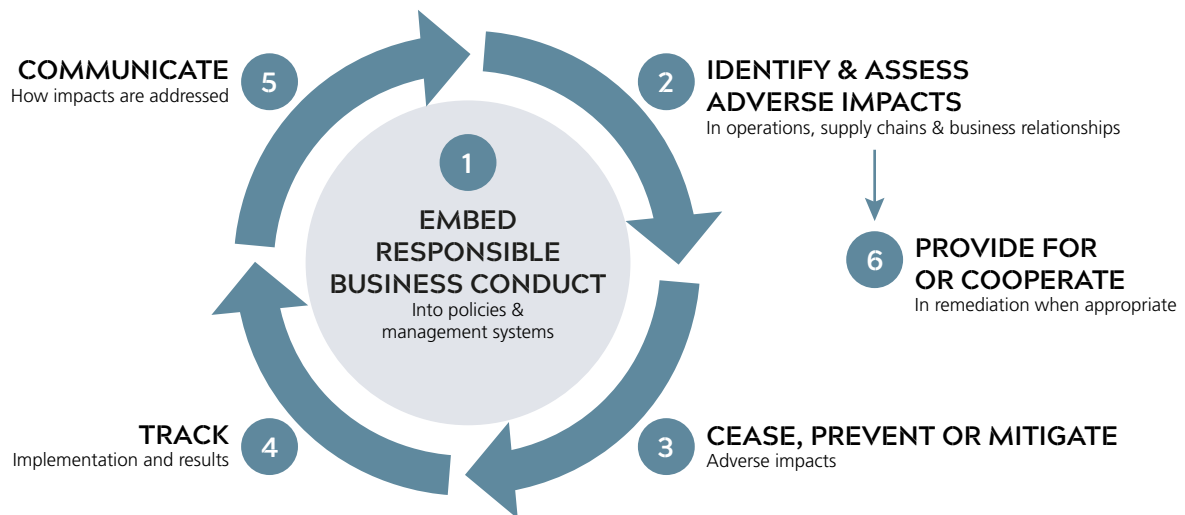 1
EMBED
RESPONSIBLE
BUSINESS CONDUCT
Into policies &
management systems
2
IDENTIFY & ASSESS
ADVERSE IMPACTS
In operations, supply chains & business relationships
3
CEASE, PREVENT OR MITIGATE
Adverse impacts
4
TRACK
Implementation and results
5
COMMUNICATE
How impacts are addressed
6
PROVIDE FOR
OR COOPERATE
In remediation when appropriate